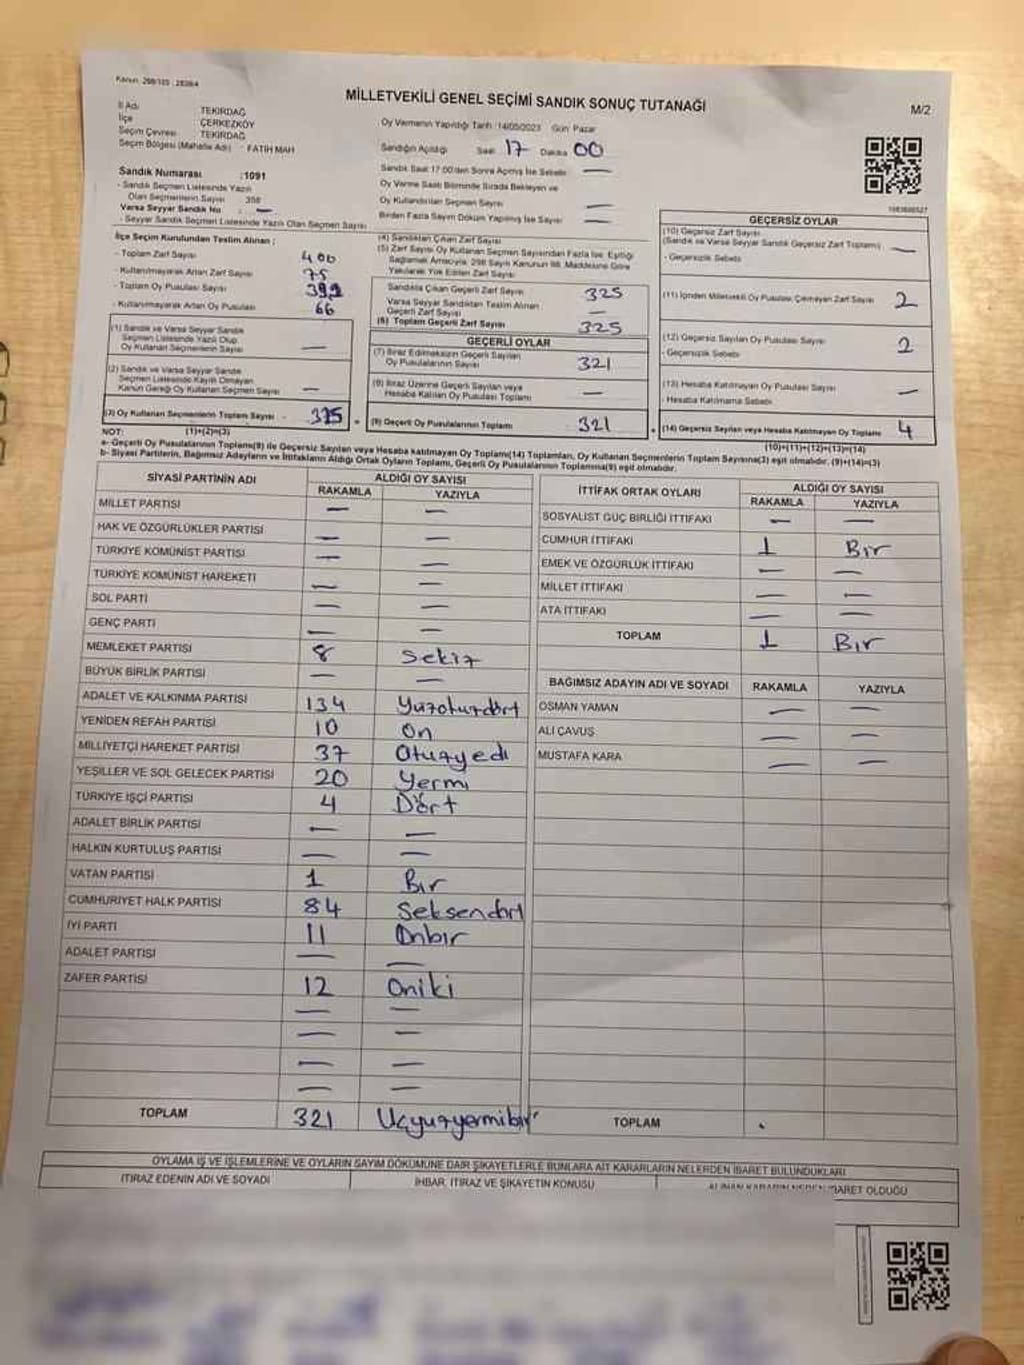 Kanun: 298/105 : 283/64
MİLLETVEKİLİ GENEL SEÇİMİ SANDIK SONUÇ TUTANAĞI
M/2
İl Adı TEKİRDAĞ
İlçe ÇERKEZKÖY
Seçim Çevresi TEKİRDAĞ
Seçim Bölgesi (Mahalle Adı) : FATİH MAH
Oy Vermenin Yapıldığı Tarih : 14/05/2023 Gün: Pazar
Sandığın Açıldığı Saat 17 Dakika 00
Sandık Saat 17:00'den Sonra Açılmış İse Sebebi —
Oy Verme Saati Bitiminde Sırada Bekleyen ve
Oy Kullandırılan Seçmen Sayısı —
Birden Fazla Sayım Döküm Yapılmış İse Sayısı —
Sandık Numarası :1091
- Sandık Seçmen Listesinde Yazılı
Olan Seçmenlerin Sayısı 358
Varsa Seyyar Sandık No : —
- Seyyar Sandık Seçmen Listesinde Yazılı Olan Seçmen Sayısı
İlçe Seçim Kurulundan Teslim Alınan ;
- Toplam Zarf Sayısı 400
- Kullanılmayarak Artan Zarf Sayısı 75
- Toplam Oy Pusulası Sayısı
- Kullanılmayarak Artan Oy Pusulası 66
(1) Sandık ve Varsa Seyyar Sandık
Seçmen Listesinde Yazılı Olup
Oy Kullanan Seçmenlerin Sayısı —
(2) Sandık ve Varsa Seyyar Sandık
Seçmen Listesinde Kayıtlı Olmayan
Kanun Gereği Oy Kullanan Seçmen Sayısı —
(3) Oy Kullanan Seçmenlerin Toplam Sayısı -
(1)+(2)=(3)
(4) Sandıktan Çıkan Zarf Sayısı
(5) Zarf Sayısı Oy Kullanan Seçmen Sayısından Fazla İse, Eşitliği
Sağlamak Amacıyla, 298 Sayılı Kanunun 98. Maddesine Göre
Yakılarak Yok Edilen Zarf Sayısı
Sandıkta Çıkan Geçerli Zarf Sayısı 325
Varsa Seyyar Sandıktan Teslim Alınan
Geçerli Zarf Sayısı —
(6) Toplam Geçerli Zarf Sayısı 325
GEÇERLİ OYLAR
(7) İtiraz Edilmeksizin Geçerli Sayılan
Oy Pusulalarının Sayısı 321
(8) İtiraz Üzerine Geçerli Sayılan veya
Hesaba Katılan Oy Pusulası Toplamı —
(9) Geçerli Oy Pusulalarının Toplamı 321
GEÇERSİZ OYLAR
(10) Geçersiz Zarf Sayısı
(Sandık ve Varsa Seyyar Sandık Geçersiz Zarf Toplamı) —
- Geçersizlik Sebebi
(11) İçinden Milletvekili Oy Pusulası Çıkmayan Zarf Sayısı 2
(12) Geçersiz Sayılan Oy Pusulası Sayısı 2
- Geçersizlik Sebebi
(13) Hesaba Katılmayan Oy Pusulası Sayısı —
- Hesaba Katılmama Sebebi
(14) Geçersiz Sayılan veya Hesaba Katılmayan Oy Toplamı 4
(10)+(11)+(12)+(13)=(14)
NOT:
a- Geçerli Oy Pusulalarının Toplamı(9) ile Geçersiz Sayılan veya Hesaba Katılmayan Oy Toplamı(14) Toplamları, Oy Kullanan Seçmenlerin Toplam Sayısına(3) eşit olmalıdır. (9)+(14)=(3)
b- Siyasi Partilerin, Bağımsız Adayların ve İttifakların Aldığı Ortak Oyların Toplamı, Geçerli Oy Pusulalarının Toplamına(9) eşit olmalıdır.
SİYASİ PARTİNİN ADI ALDIĞI OY SAYISI
RAKAMLA YAZIYLA
MİLLET PARTİSİ — —
HAK VE ÖZGÜRLÜKLER PARTİSİ — —
TÜRKİYE KOMÜNİST PARTİSİ — —
TÜRKİYE KOMÜNİST HAREKETİ — —
SOL PARTİ — —
GENÇ PARTİ — —
MEMLEKET PARTİSİ 8 Sekiz
BÜYÜK BİRLİK PARTİSİ — —
ADALET VE KALKINMA PARTİSİ 134 Yüzotuzdört
YENİDEN REFAH PARTİSİ 10 On
MİLLİYETÇİ HAREKET PARTİSİ 37 Otuzyedi
YEŞİLLER VE SOL GELECEK PARTİSİ 20 Yermi
TÜRKİYE İŞÇİ PARTİSİ 4 Dört
ADALET BİRLİK PARTİSİ — —
HALKIN KURTULUŞ PARTİSİ — —
VATAN PARTİSİ 1 Bir
CUMHURİYET HALK PARTİSİ 84 Seksendört
İYİ PARTİ 11 Onbir
ADALET PARTİSİ — —
ZAFER PARTİSİ 12 Oniki
— —
— —
— —
— —
TOPLAM 321 Üçyüzyermibir
İTTİFAK ORTAK OYLARI ALDIĞI OY SAYISI
RAKAMLA YAZIYLA
SOSYALİST GÜÇ BİRLİĞİ İTTİFAKI — —
CUMHUR İTTİFAKI 1 Bir
EMEK VE ÖZGÜRLÜK İTTİFAKI — —
MİLLET İTTİFAKI — —
ATA İTTİFAKI — —
TOPLAM 1 Bir
BAĞIMSIZ ADAYIN ADI VE SOYADI RAKAMLA YAZIYLA
OSMAN YAMAN — —
ALİ ÇAVUŞ — —
MUSTAFA KARA — —
TOPLAM
OYLAMA İŞ VE İŞLEMLERİNE VE OYLARIN SAYIM DÖKÜMÜNE DAİR ŞİKAYETLERLE BUNLARA AİT KARARLARIN NELERDEN İBARET BULUNDUKLARI
İTİRAZ EDENİN ADI VE SOYADI İHBAR, İTİRAZ VE ŞİKAYETİN KONUSU ALINAN KARARIN NEDEN İBARET OLDUĞU